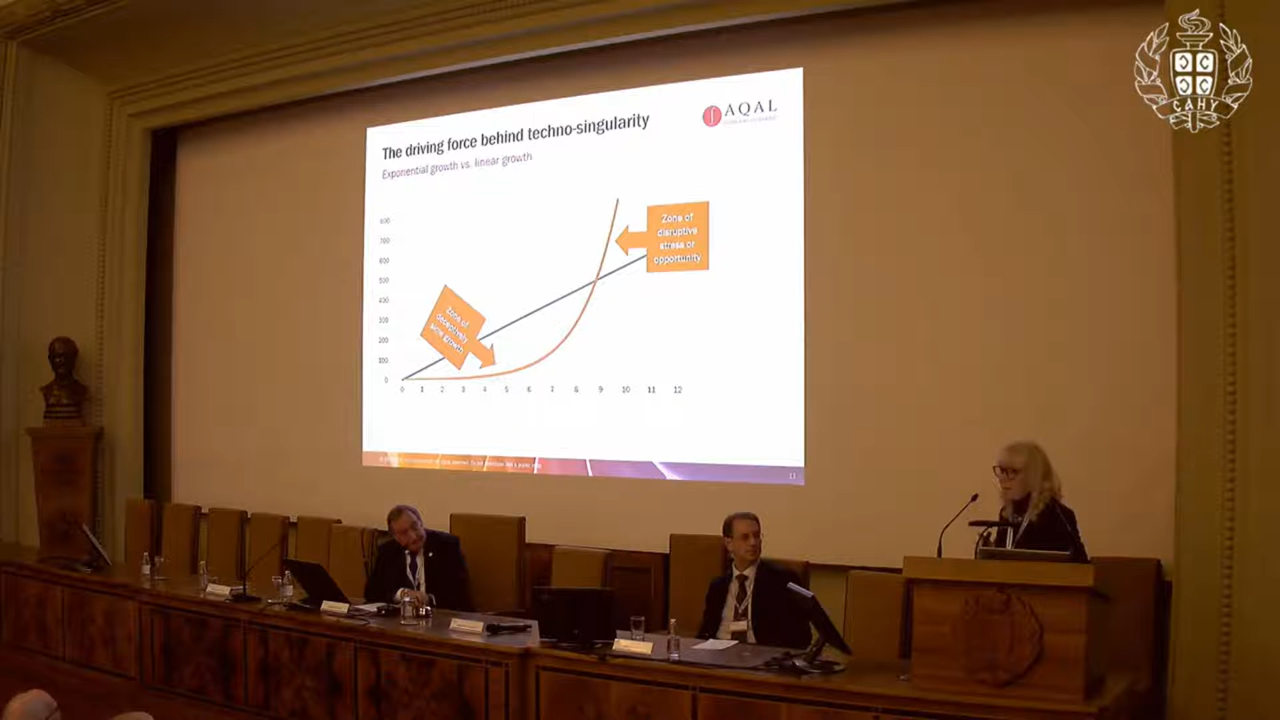 The driving force behind techno-singularity
Exponential growth vs. linear growth
AQAL
800
700
600
500
400
300
200
100
0
0 1 2 3 4 5 6 7 8 9 10 11 12
Zone of
deceptively
slow growth
Zone of
disruptive
stress or
opportunity
11
САНУ
С С
С С